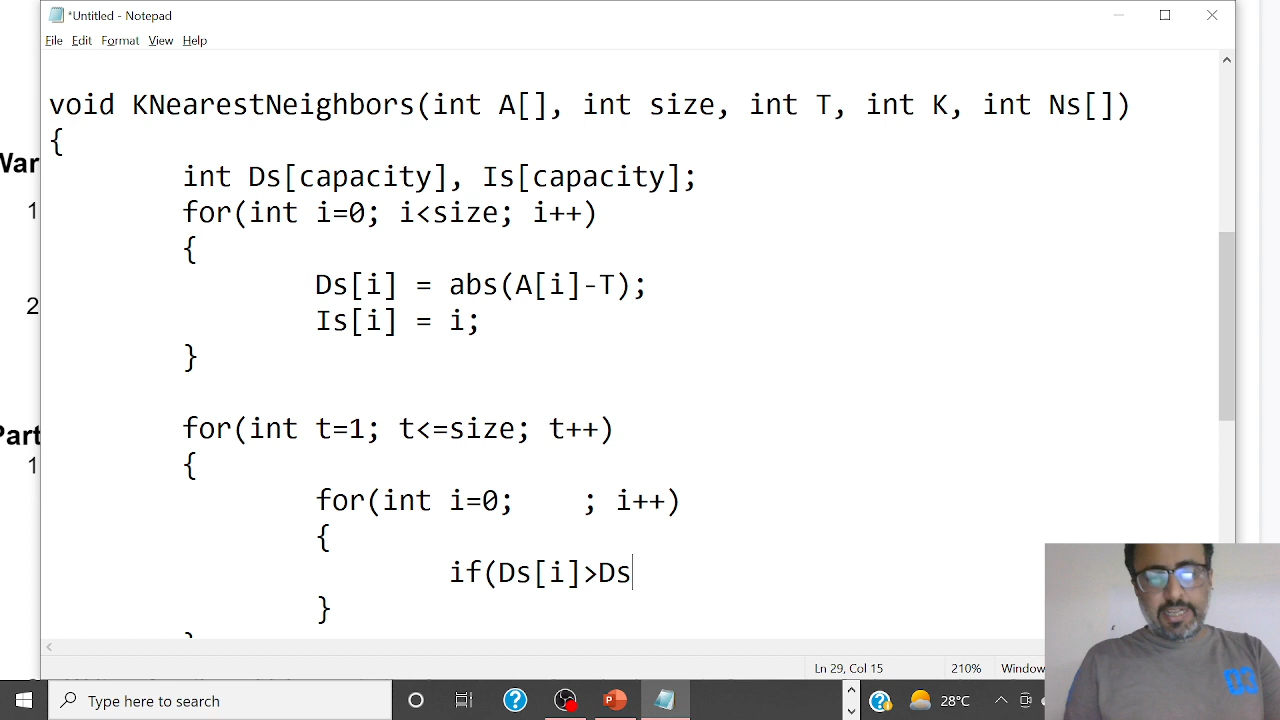 *Untitled - Notepad
File Edit Format View Help
void KNearestNeighbors(int A[], int size, int T, int K, int Ns[])
{
int Ds[capacity], Is[capacity];
for(int i=0; i<size; i++)
{
Ds[i] = abs(A[i]-T);
Is[i] = i;
}
for(int t=1; t<=size; t++)
{
for(int i=0; ; i++)
{
if(Ds[i]>Ds
}
}
War
1
2
Part
1
Ln 29, Col 15
210%
Window
Type here to search
28°C